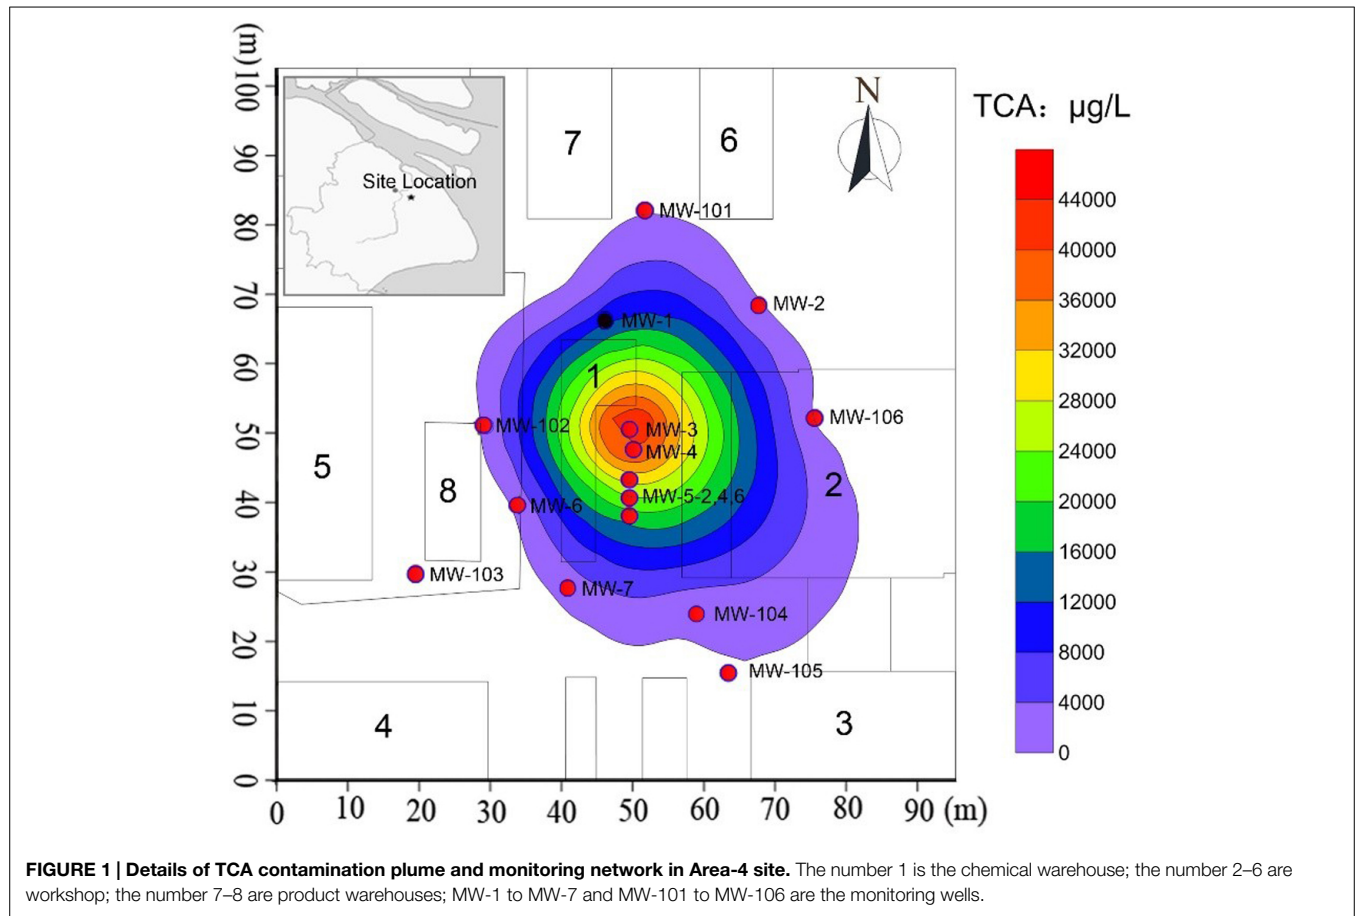 (m)
100
90
80
70
60
50
40
30
20
10
0
0 10 20 30 40 50 60 70 80 90 (m)
Site Location
7
6
N
MW-101
MW-2
MW-1
1
MW-106
MW-102
MW-3
MW-4
5
8
2
MW-5-2,4,6
MW-6
MW-103
MW-7
MW-104
MW-105
4
3
TCA: µg/L
44000
40000
36000
32000
28000
24000
20000
16000
12000
8000
4000
0
FIGURE 1 | Details of TCA contamination plume and monitoring network in Area-4 site. The number 1 is the chemical warehouse; the number 2–6 are
workshop; the number 7–8 are product warehouses; MW-1 to MW-7 and MW-101 to MW-106 are the monitoring wells.